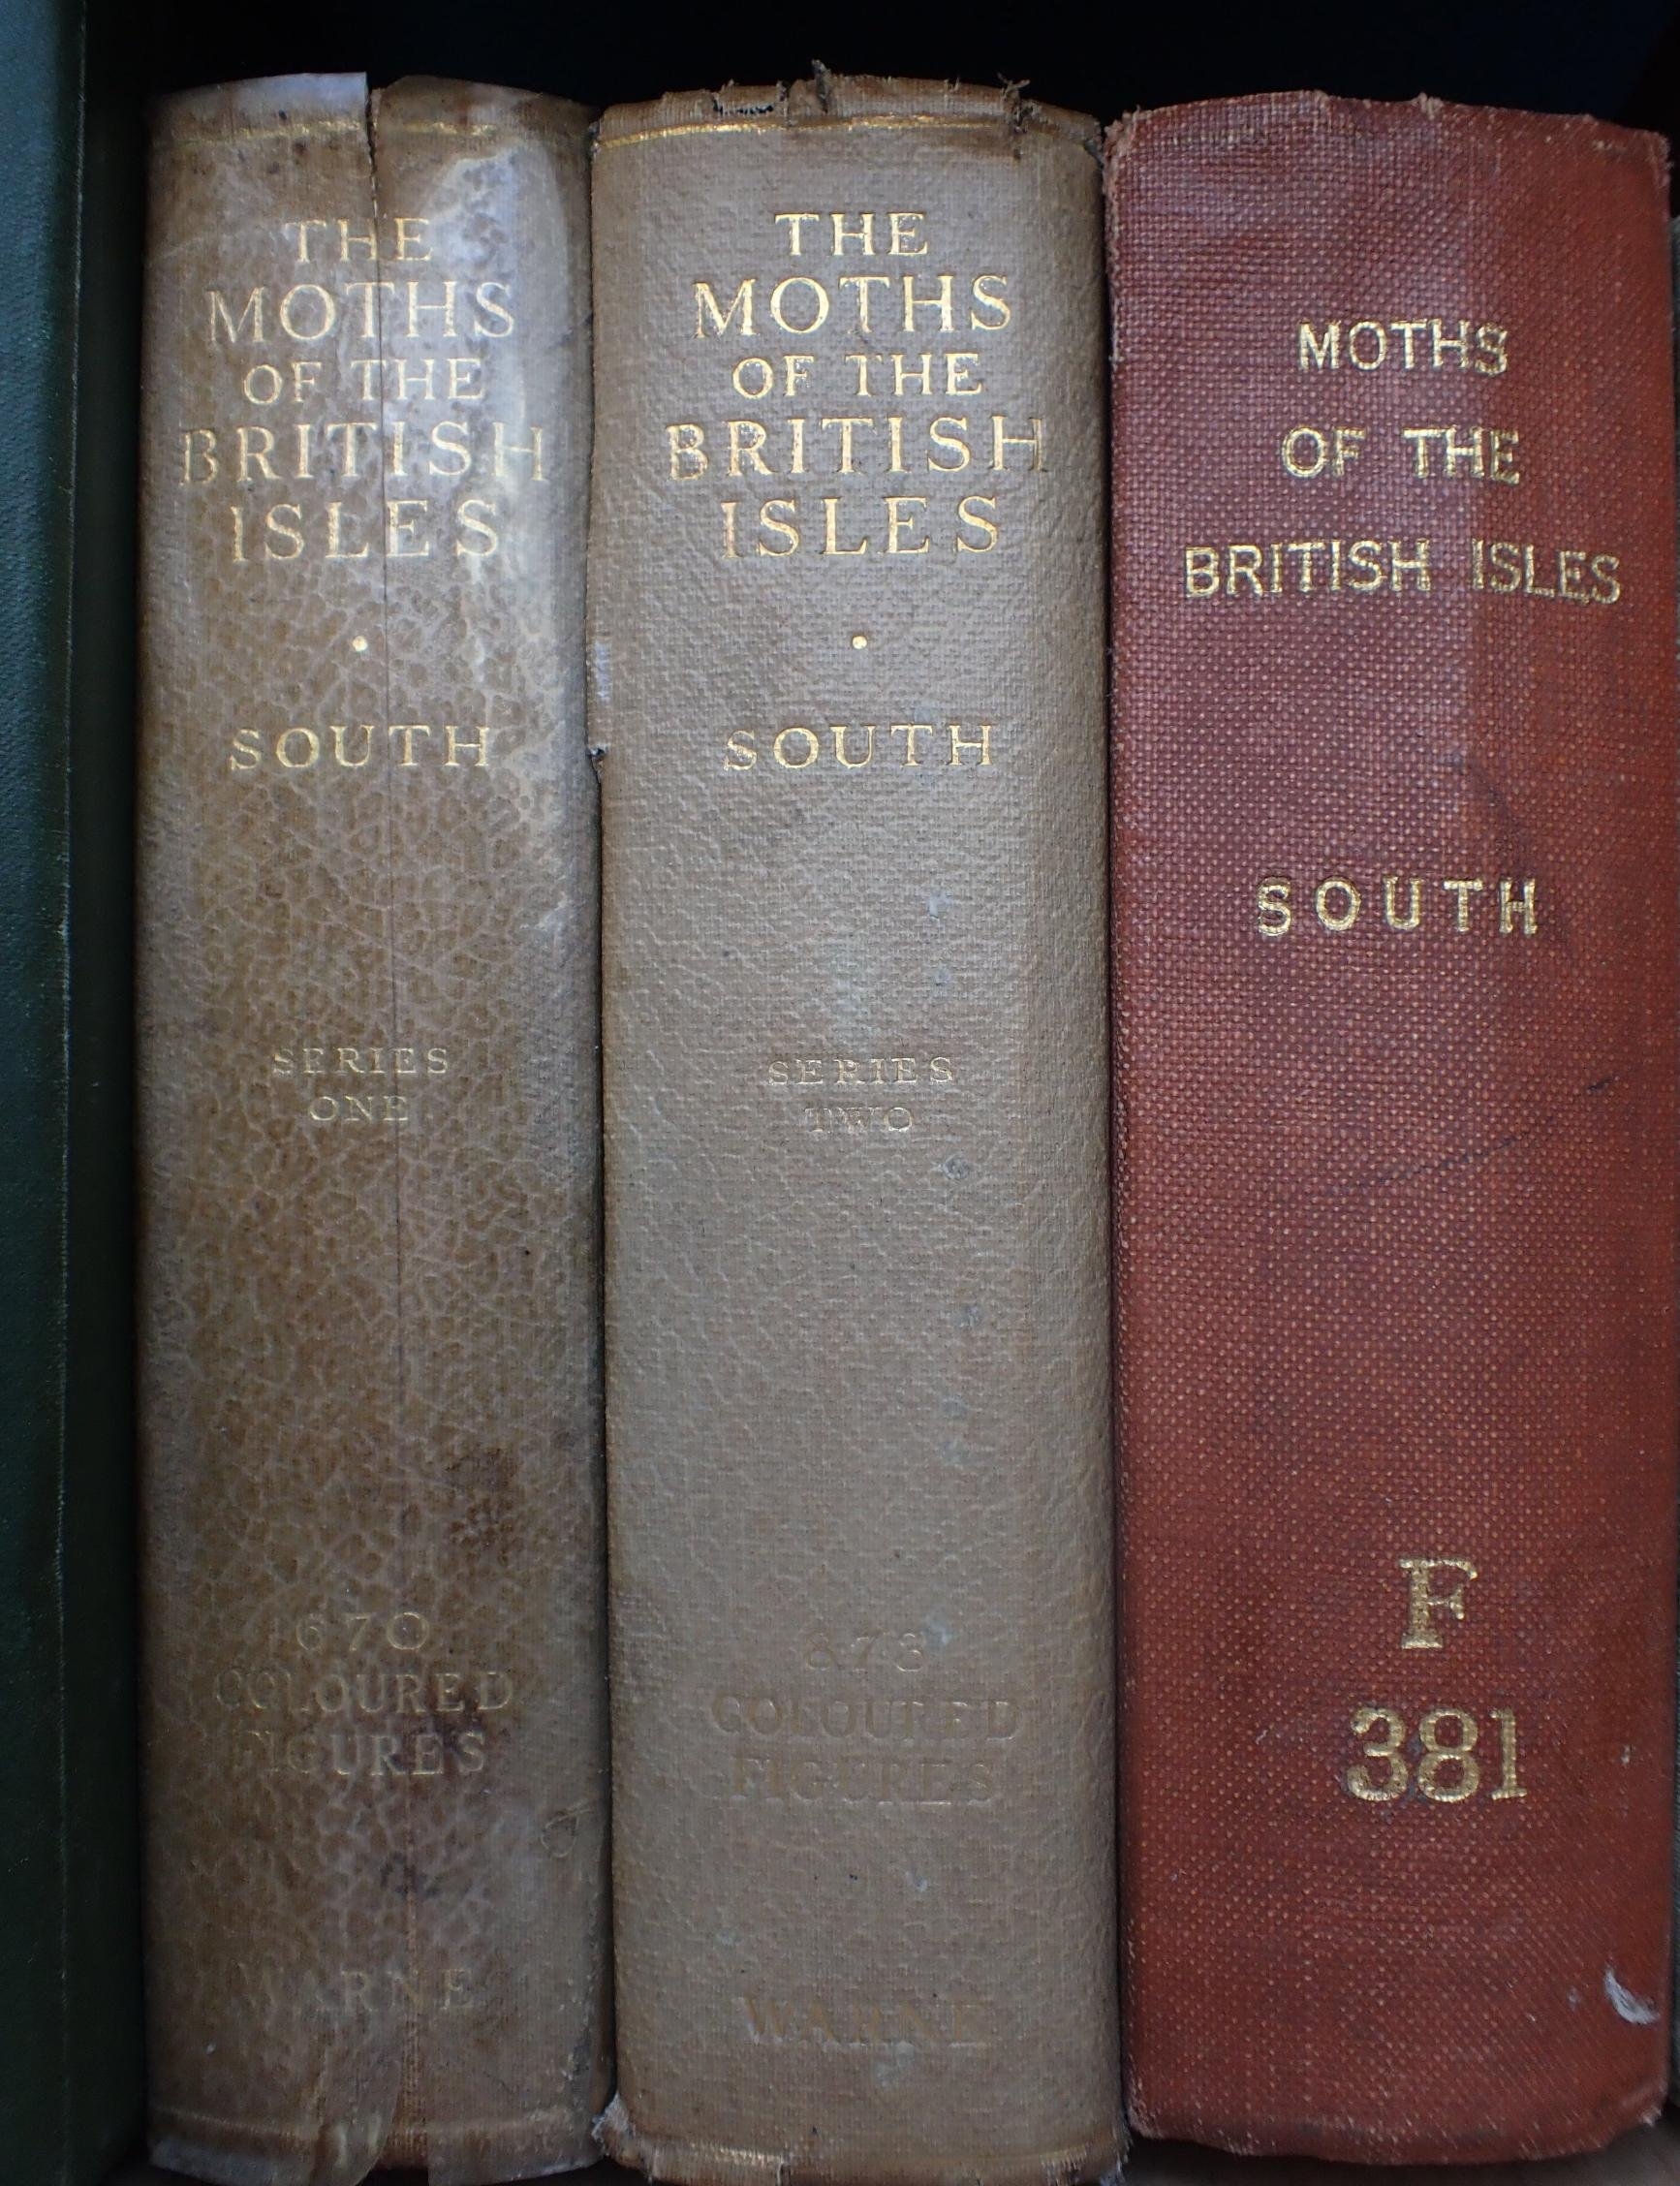 THE
MOTHS
OF THE
BRITISH
ISLES
SOUTH
SERIES
ONE
670
COLOURED
FIGURES
WARNE
THE
MOTHS
OF THE
BRITISH
ISLES
SOUTH
SERIES
TWO
COLOURED
FIGURES
WARNE
MOTHS
OF THE
BRITISH ISLES
SOUTH
F
381